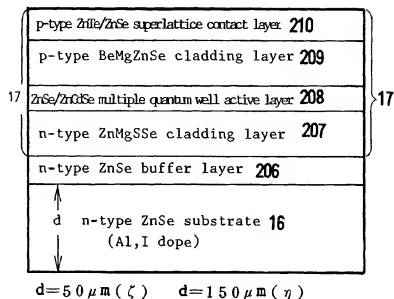 p-type ZnTe/ZnSe superlattice contact layer 210
p-type BeMgZnSe cladding layer 209
17
ZnSe/ZnCdSe multiple quantum well active layer 208
17
n-type ZnMgSSe cladding layer 207
n-type ZnSe buffer layer 206
d n-type ZnSe substrate 16
(Al,I dope)
d=50μm(ζ) d=150μm(η)